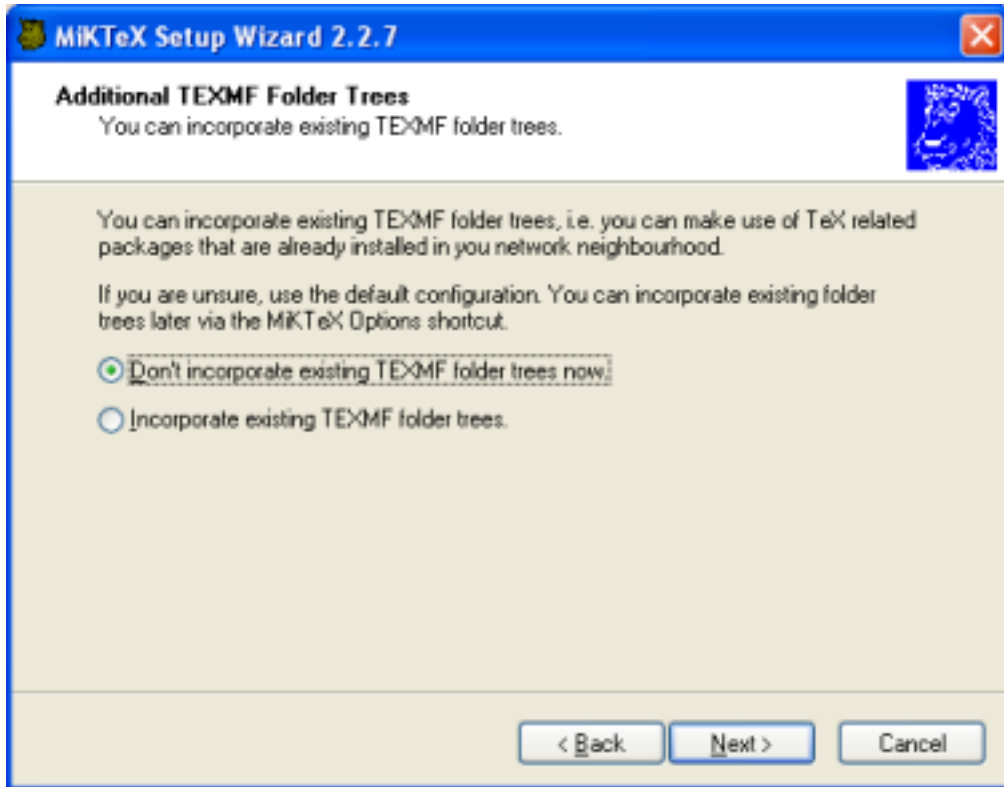 MiKTeX Setup Wizard 2.2.7
Additional TEXMF Folder Trees
You can incorporate existing TEXMF folder trees.
You can incorporate existing TEXMF folder trees, i.e. you can make use of TeX related
packages that are already installed in you network neighbourhood.
If you are unsure, use the default configuration. You can incorporate existing folder
trees later via the MiKTeX Options shortcut.
Don't incorporate existing TEXMF folder trees now.
Incorporate existing TEXMF folder trees.
< Back
Next >
Cancel